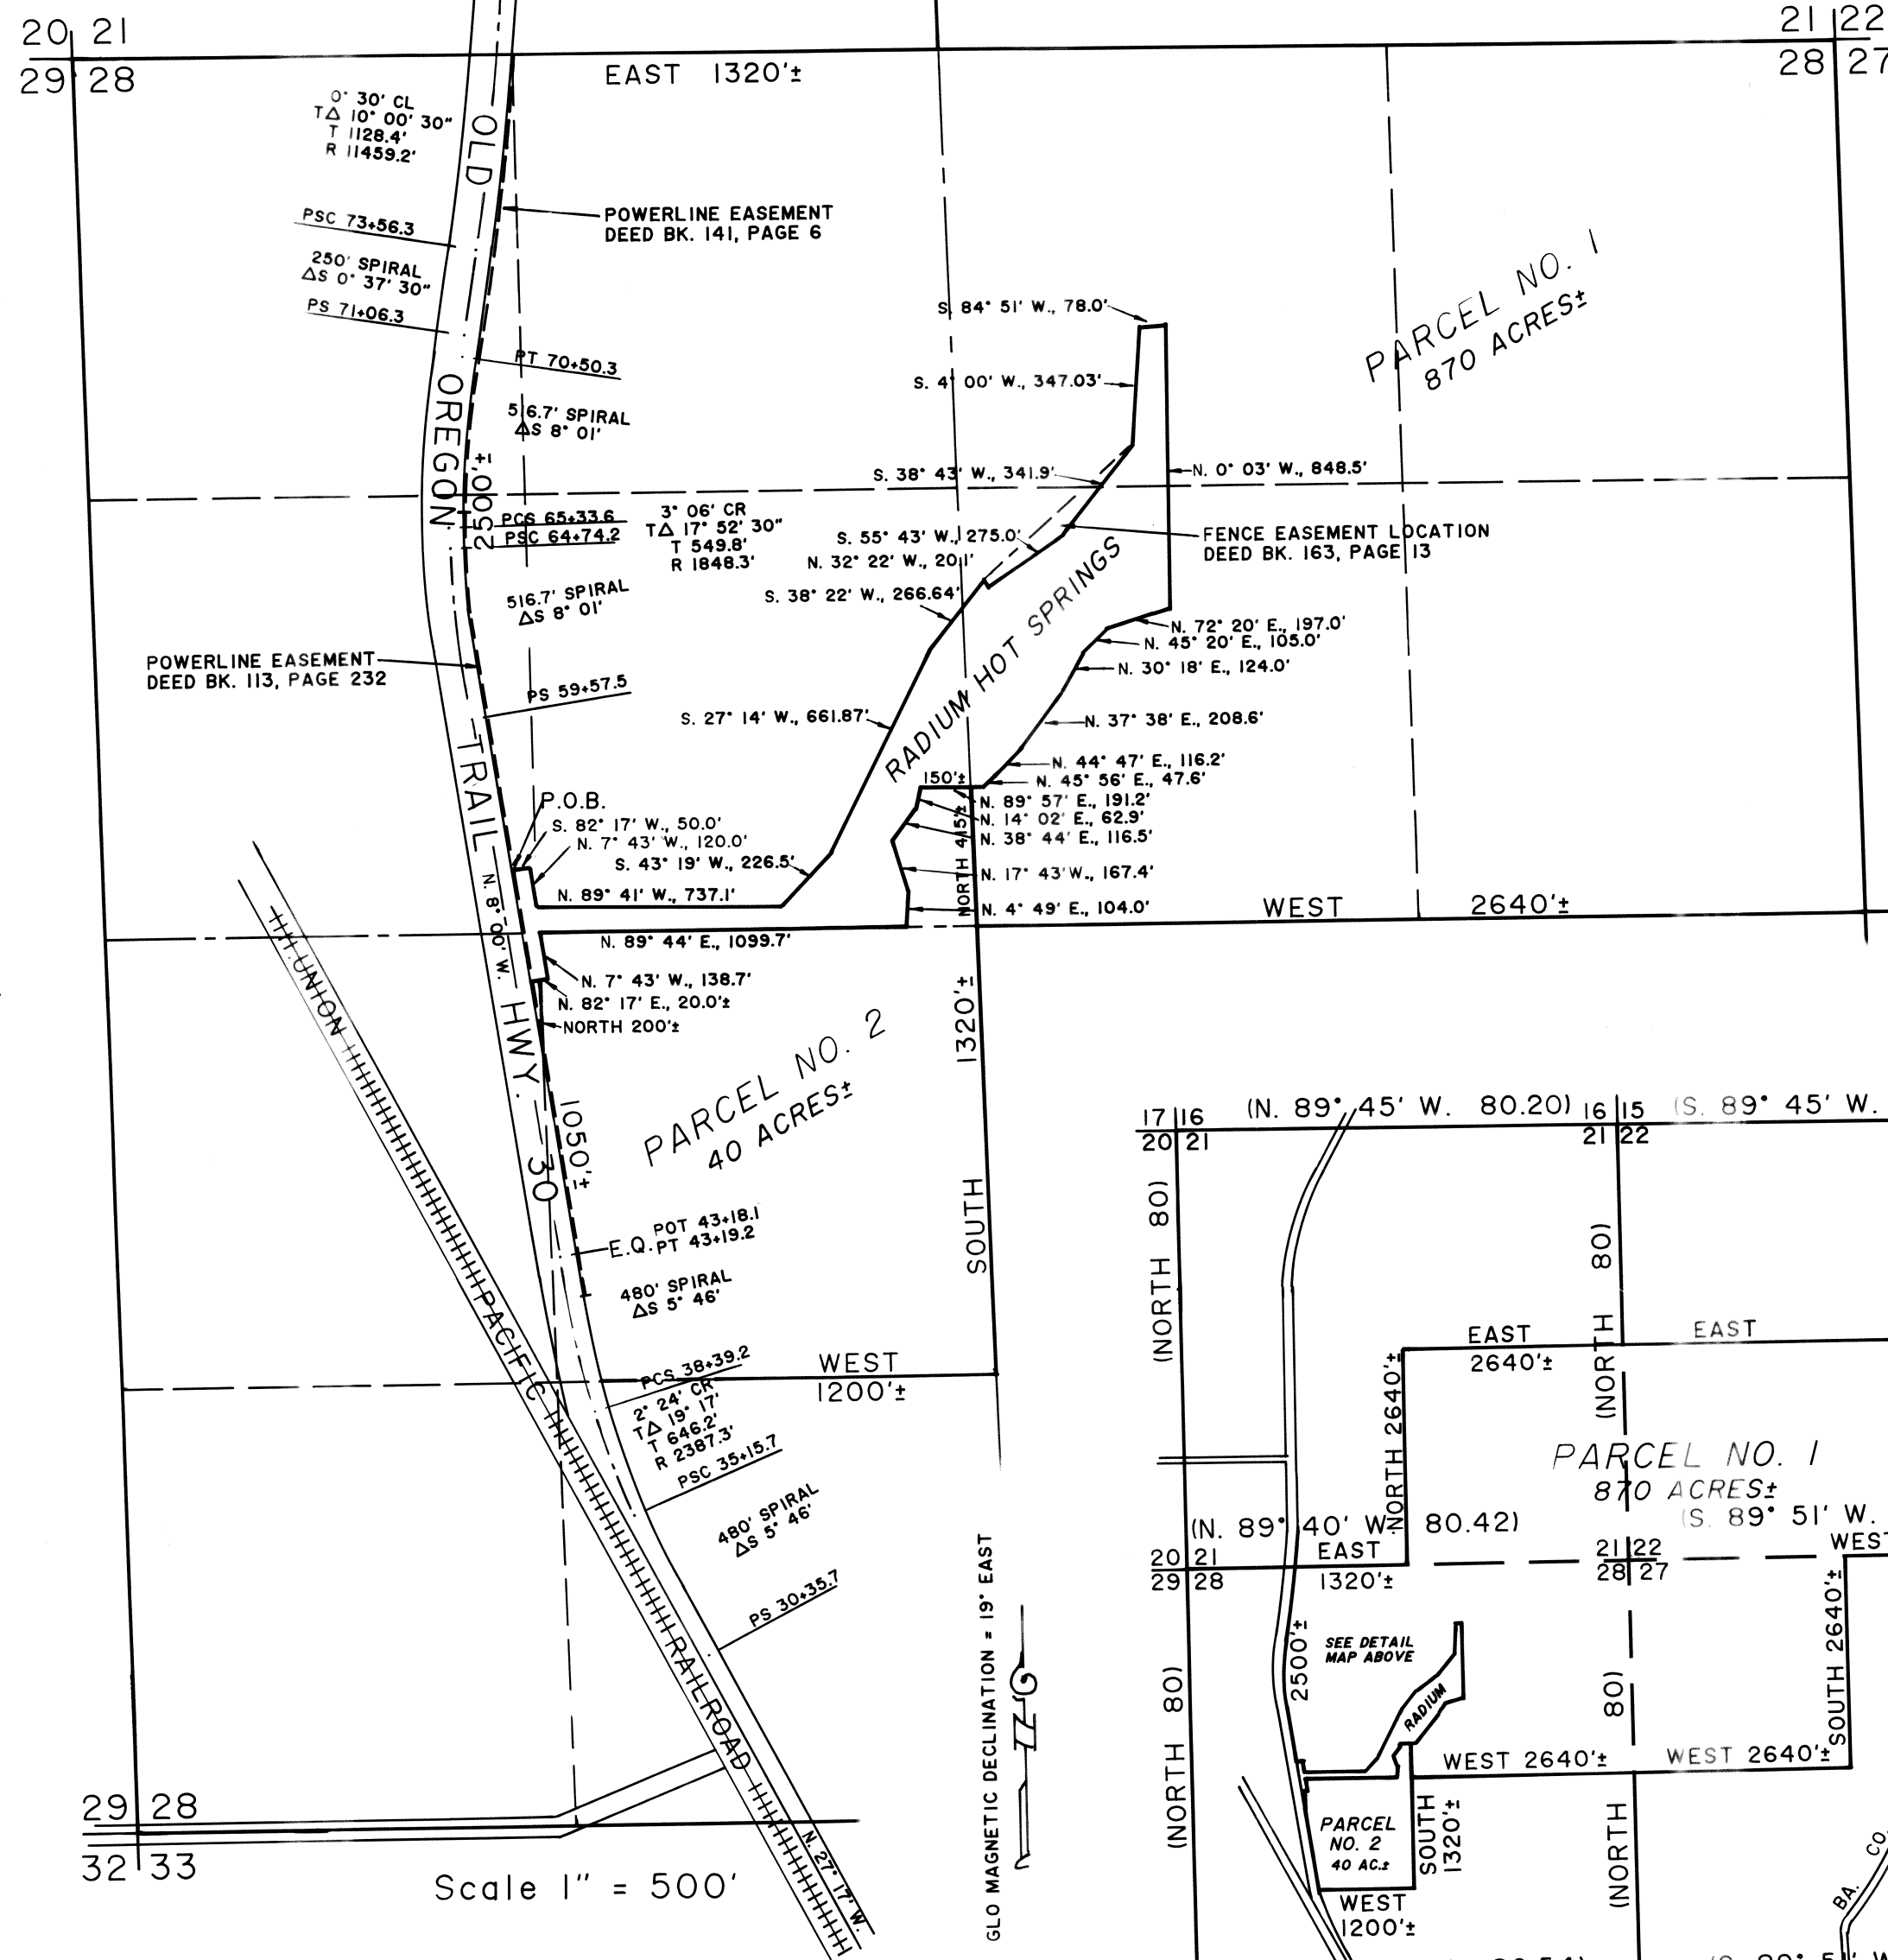 20 21
29 28
21 22
28 27
EAST 1320'±
0° 30' CL
T∆ 10° 00' 30"
T 1128.4'
R 11459.2'
PSC 73+56.3
250' SPIRAL
∆S 0° 37' 30"
PS 71+06.3
POWERLINE EASEMENT
DEED BK. 141, PAGE 6
PT 70+50.3
516.7' SPIRAL
∆S 8° 01'
OLD OREGON TRAIL HWY. 30
2500'±
PCS 65+33.6
PSC 64+74.2
3° 06' CR
T∆ 17° 52' 30"
T 549.8'
R 1848.3'
516.7' SPIRAL
∆S 8° 01'
POWERLINE EASEMENT
DEED BK. 113, PAGE 232
PS 59+57.5
PARCEL NO. 1
870 ACRES±
S. 84° 51' W., 78.0'
S. 4° 00' W., 347.03'
S. 38° 43' W., 341.9'
N. 0° 03' W., 848.5'
S. 55° 43' W., 275.0'
N. 32° 22' W., 20.1'
S. 38° 22' W., 266.64'
FENCE EASEMENT LOCATION
DEED BK. 163, PAGE 13
RADIUM HOT SPRINGS
N. 72° 20' E., 197.0'
N. 45° 20' E., 105.0'
N. 30° 18' E., 124.0'
S. 27° 14' W., 661.87'
N. 37° 38' E., 208.6'
N. 44° 47' E., 116.2'
N. 45° 56' E., 47.6'
150'±
N. 89° 57' E., 191.2'
N. 14° 02' E., 62.9'
N. 38° 44' E., 116.5'
NORTH 415'±
N. 17° 43' W., 167.4'
N. 4° 49' E., 104.0'
P.O.B.
S. 82° 17' W., 50.0'
N. 7° 43' W., 120.0'
S. 43° 19' W., 226.5'
N. 89° 41' W., 737.1'
N. 8° 00' W.
WEST 2640'±
N. 89° 44' E., 1099.7'
N. 7° 43' W., 138.7'
N. 82° 17' E., 20.0'±
NORTH 200'±
UNION PACIFIC RAILROAD
PARCEL NO. 2
40 ACRES±
1050'±
1320'±
SOUTH
E.Q. POT 43+18.1
PT 43+19.2
480' SPIRAL
∆S 5° 46'
WEST
1200'±
PCS 38+39.2
2° 24' CR
T∆ 19° 17'
T 646.2'
R 2387.3'
PSC 35+15.7
480' SPIRAL
∆S 5° 46'
PS 30+35.7
N. 27° 17' W.
29 28
32 33
Scale 1" = 500'
GLO MAGNETIC DECLINATION = 19° EAST
17 16
20 21
(N. 89° 45' W. 80.20)
16 15
21 22
(S. 89° 45' W.
(NORTH 80)
(NORTH 80)
EAST
2640'±
EAST
NORTH 2640'±
PARCEL NO. 1
870 ACRES±
(S. 89° 51' W.
(N. 89° 40' W. 80.42)
20 21
29 28
EAST
1320'±
21 22
28 27
WEST
2500'±
SEE DETAIL
MAP ABOVE
RADIUM
(NORTH 80)
80)
(NORTH
SOUTH 2640'±
WEST 2640'±
WEST 2640'±
PARCEL
NO. 2
40 AC.±
SOUTH
1320'±
WEST
1200'±
BA. CO.